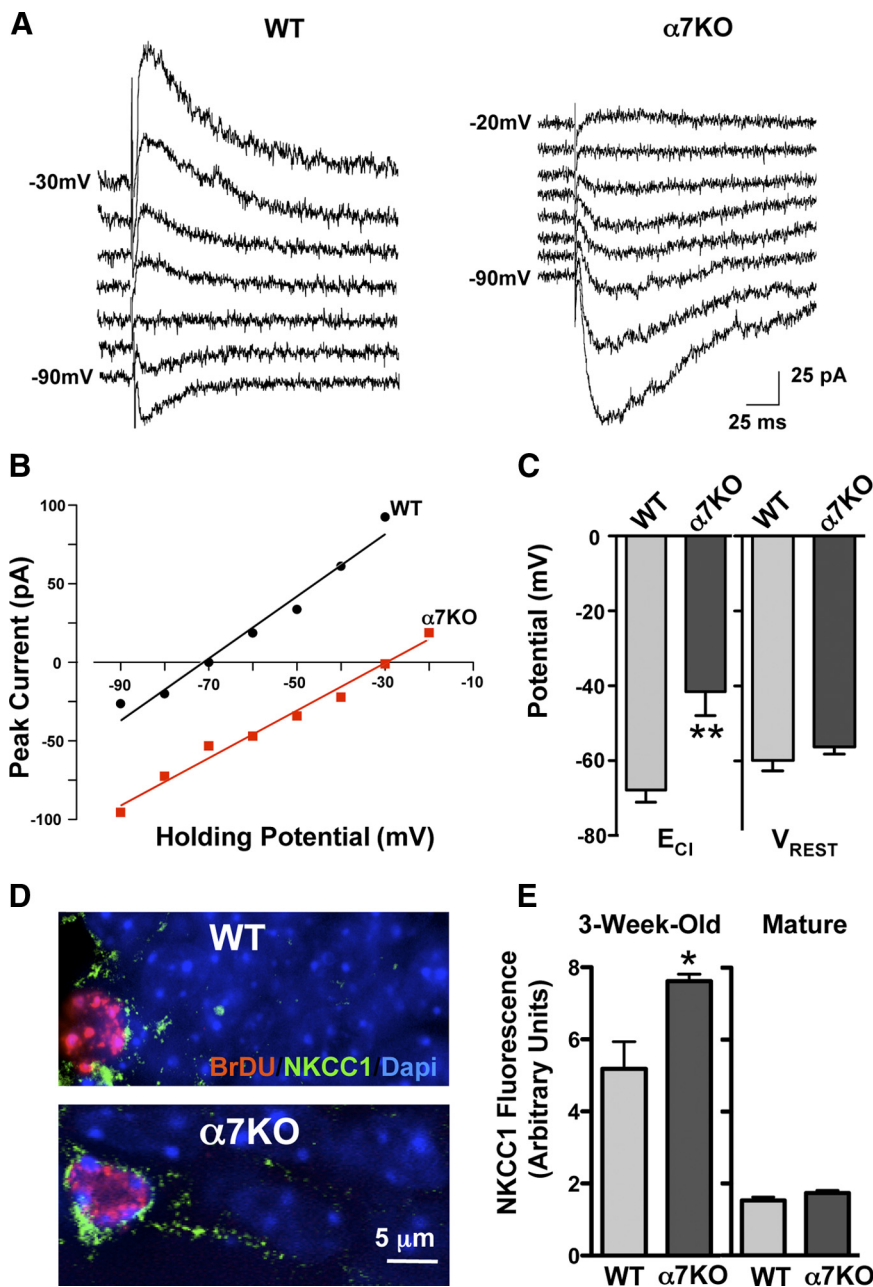 A
WT
α7KO
-30mV
-90mV
-20mV
-90mV
25 pA
25 ms
B
100
50
0
-50
-100
-90
-70
-50
-30
-10
WT
α7KO
Peak Current (pA)
Holding Potential (mV)
C
WT
α7KO
WT
α7KO
0
-20
-40
-60
-80
Potential (mV)
**
E_Cl
V_REST
D
WT
BrDU/NKCC1/Dapi
α7KO
5 μm
E
3-Week-Old
Mature
NKCC1 Fluorescence
(Arbitrary Units)
8
6
4
2
0
*
WT
α7KO
WT
α7KO